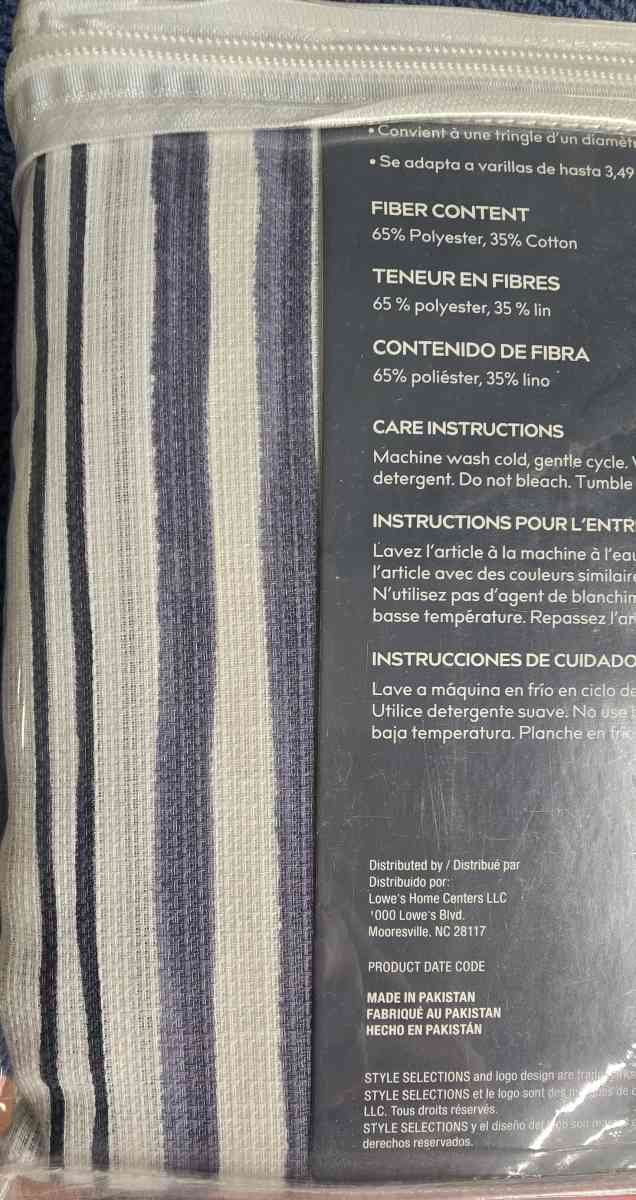 • Convient à une tringle d'un
• Se adapta a varillas de hasta 3,49
FIBER CONTENT
65% Polyester, 35% Cotton
TENEUR EN FIBRES
65 % polyester, 35 % lin
CONTENIDO DE FIBRA
65% poliéster, 35% lino
CARE INSTRUCTIONS
Machine wash cold, gentle cycle.
detergent. Do not bleach. Tumble
INSTRUCTIONS POUR L'ENTR
Lavez l'article à la machine à l'eau
l'article avec des couleurs similaire
N'utilisez pas d'agent de blanchim
basse température. Repassez l'ar
INSTRUCCIONES DE CUIDADO
Lave a máquina en frío en ciclo de
Utilice detergente suave. No use
baja temperatura. Planche en
Distributed by / Distribué par
Distribuido por:
Lowe's Home Centers LLC
1000 Lowe's Blvd.
Mooresville, NC 28117
PRODUCT DATE CODE
MADE IN PAKISTAN
FABRIQUÉ AU PAKISTAN
HECHO EN PAKISTÁN
STYLE SELECTIONS and logo design are
STYLE SELECTIONS et le logo sont des de
LLC. Tous droits réservés.
STYLE SELECTIONS y el diseño del son
derechos reservados.